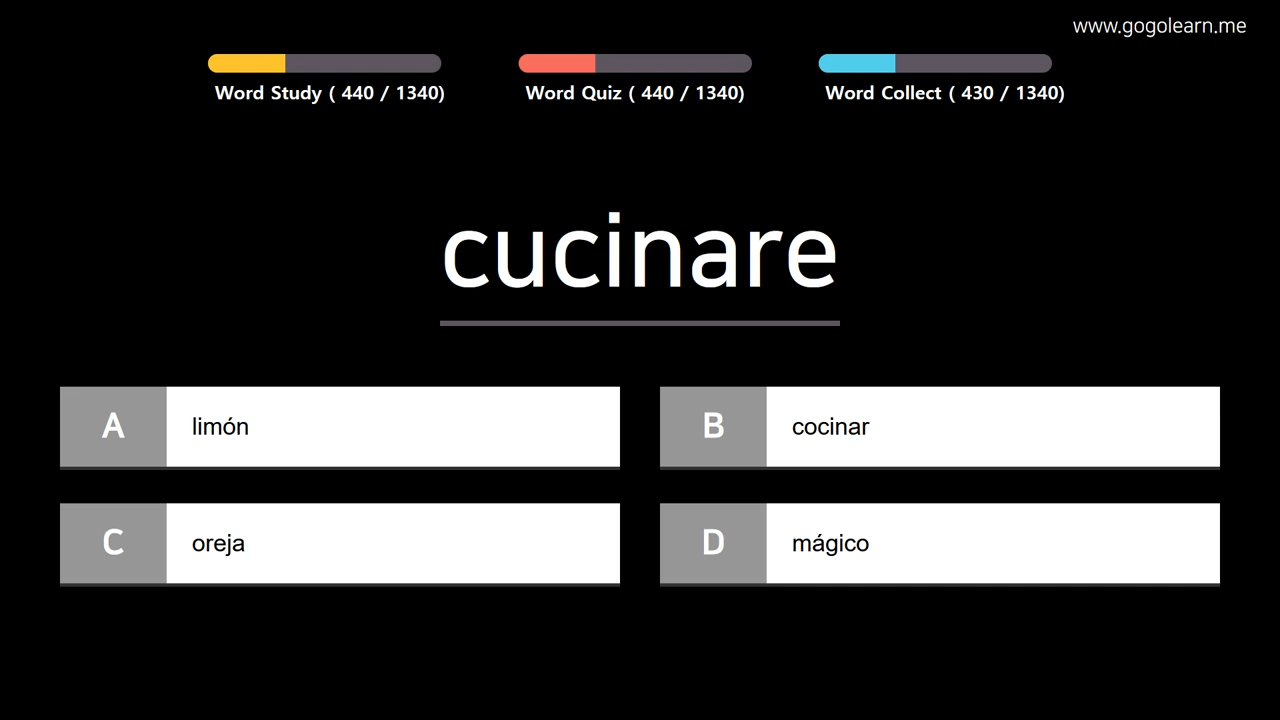 www.gogolearn.me
Word Study ( 440 / 1340)
Word Quiz ( 440 / 1340)
Word Collect ( 430 / 1340)
cucinare
A limón
B cocinar
C oreja
D mágico